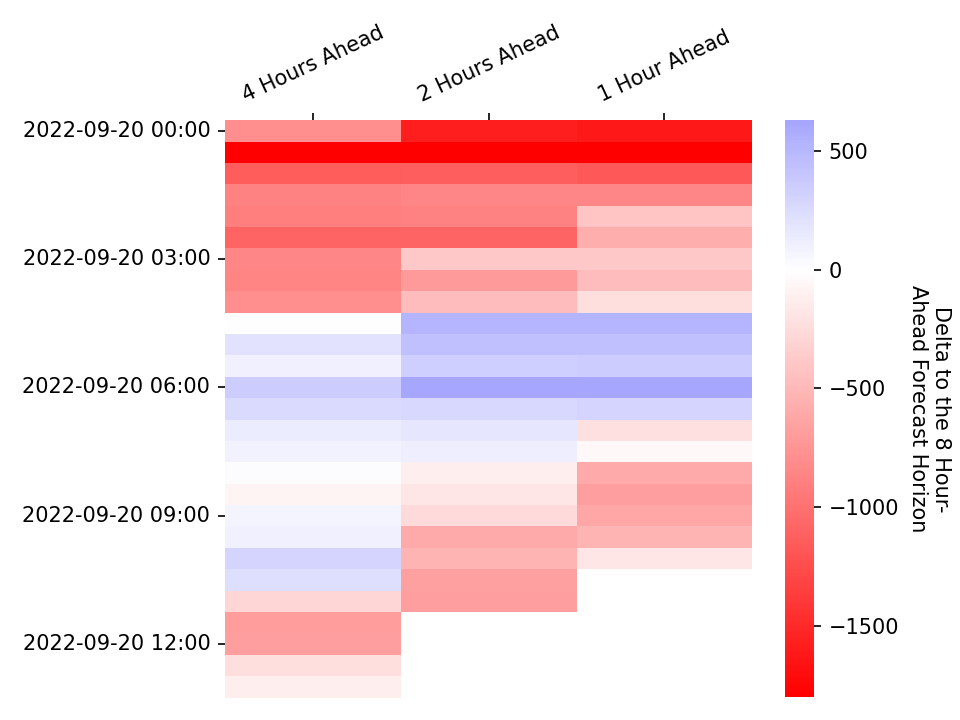 4 Hours Ahead
2 Hours Ahead
1 Hour Ahead
2022-09-20 00:00
2022-09-20 03:00
2022-09-20 06:00
2022-09-20 09:00
2022-09-20 12:00
500
0
−500
−1000
−1500
Delta to the 8 Hour-
Ahead Forecast Horizon